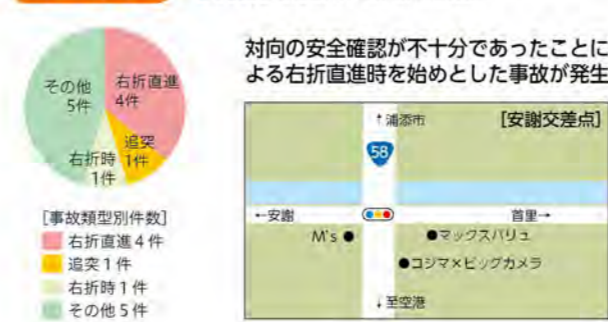 対向の安全確認が不十分であったことに
よる右折直進時を始めとした事故が発生
その他
5件
右折直進
4件
追突
1件
右折時
1件
[事故類型別件数]
右折直進4件
追突1件
右折時1件
その他5件
↑浦添市
[安謝交差点]
58
←安謝
首里→
M's ●
●マックスバリュ
●コジマ×ビックカメラ
↓至空港